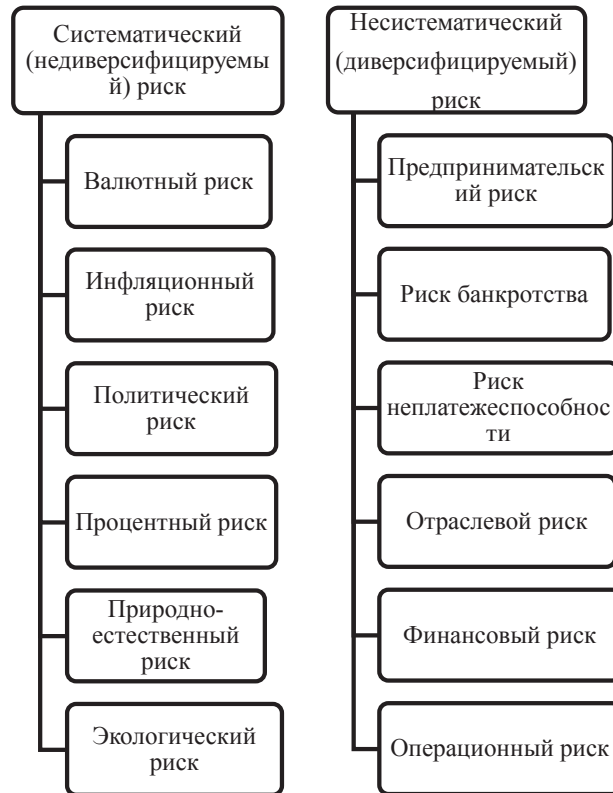 Систематический
(недиверсифицируемы
й) риск
Валютный риск
Инфляционный
риск
Политический
риск
Процентный риск
Природно-
естественный
риск
Экологический
риск
Несистематический
(диверсифицируемый)
риск
Предпринимательск
ий риск
Риск банкротства
Риск
неплатежеспособнос
ти
Отраслевой риск
Финансовый риск
Операционный риск